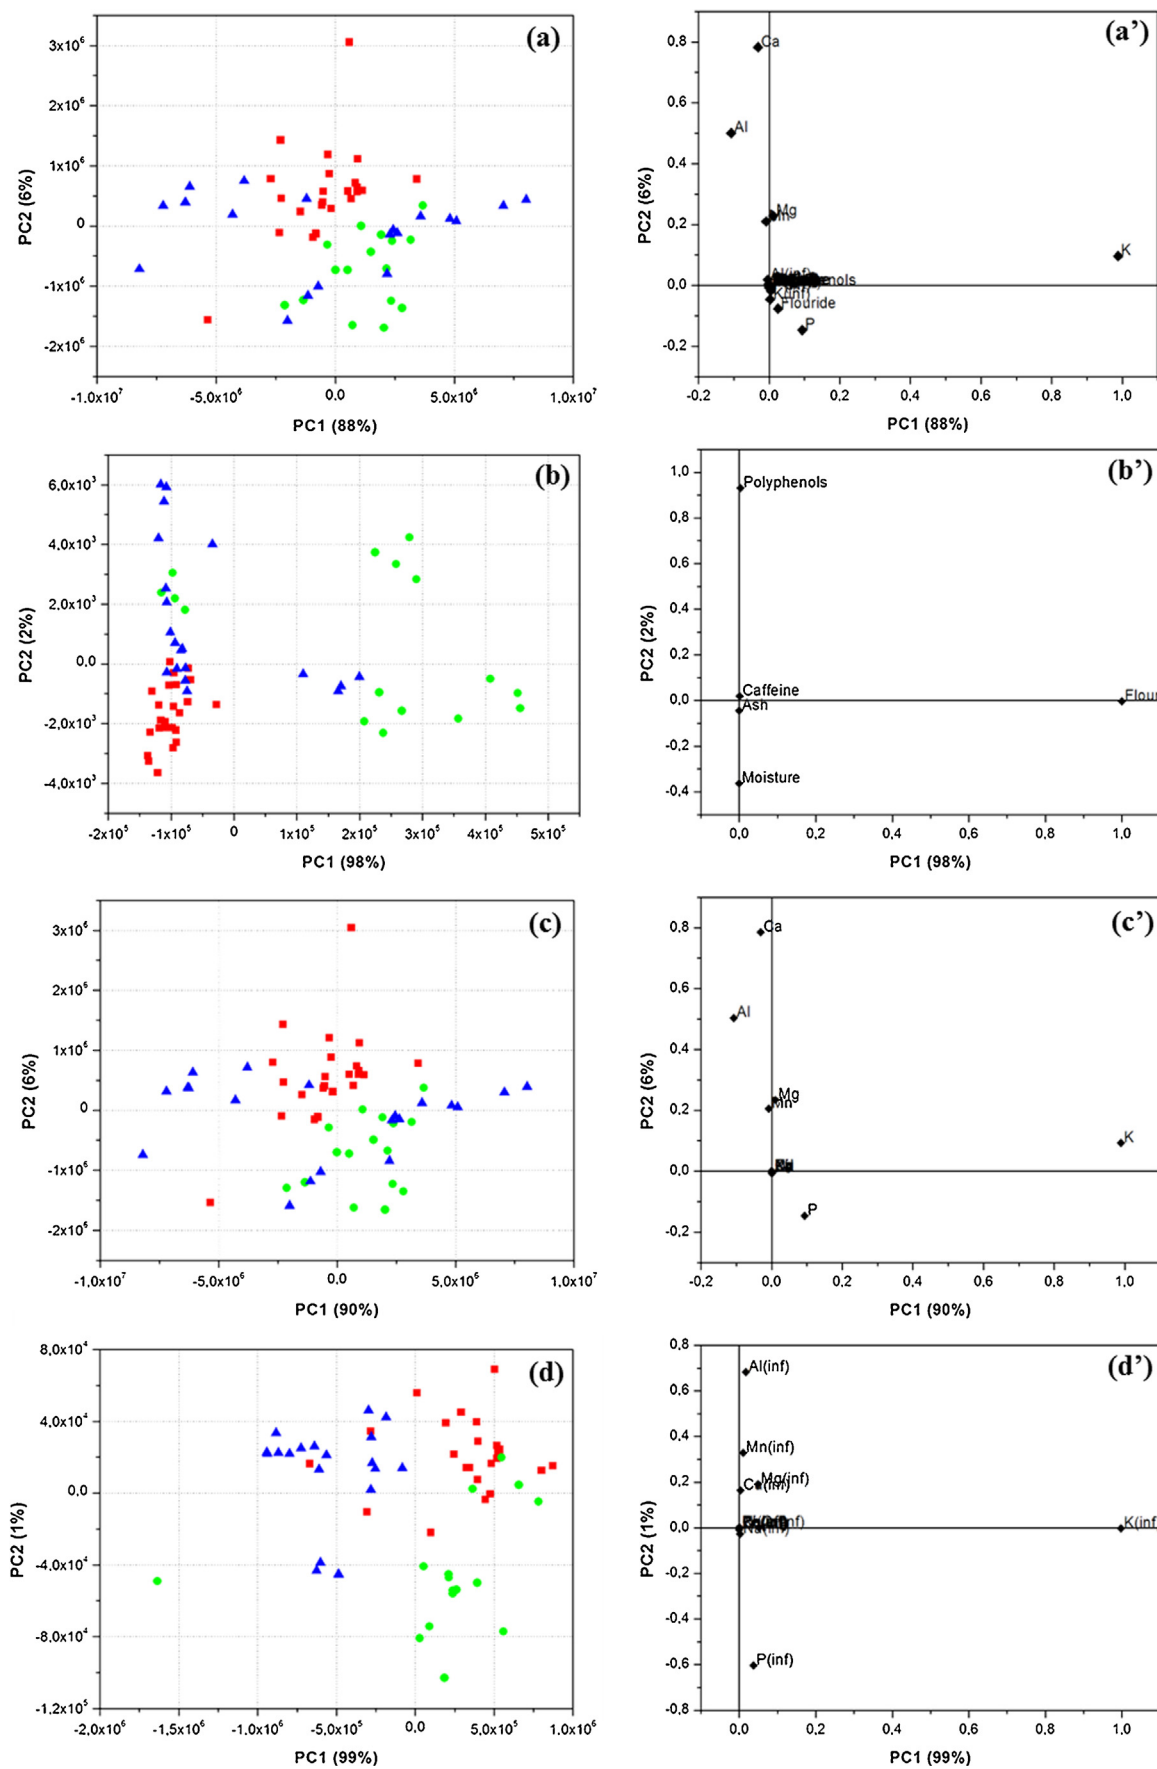 (a)
3x10⁶
2x10⁶
1x10⁶
0
-1x10⁶
-2x10⁶
PC2 (6%)
-1.0x10⁷
-5.0x10⁶
0.0
5.0x10⁶
1.0x10⁷
PC1 (88%)
(a')
0.8
0.6
0.4
0.2
0.0
-0.2
PC2 (6%)
Ca
Al
Mg
K
Al(inf)
K(inf)
Flouride
P
-0.2
0.0
0.2
0.4
0.6
0.8
1.0
PC1 (88%)
(b)
6,0x10³
4,0x10³
2,0x10³
0,0
-2,0x10³
-4,0x10³
PC2 (2%)
-2x10⁵
-1x10⁵
0
1x10⁵
2x10⁵
3x10⁵
4x10⁵
5x10⁵
PC1 (98%)
(b')
1.0
0.8
0.6
0.4
0.2
0.0
-0.2
-0.4
PC2 (2%)
Polyphenols
Caffeine
Ash
Flour
Moisture
0.0
0.2
0.4
0.6
0.8
1.0
PC1 (98%)
(c)
3x10⁶
2x10⁶
1x10⁶
0
-1x10⁶
-2x10⁶
PC2 (6%)
-1.0x10⁷
-5.0x10⁶
0.0
5.0x10⁶
1.0x10⁷
PC1 (90%)
(c')
0.8
0.6
0.4
0.2
0.0
-0.2
PC2 (6%)
Ca
Al
Mg
Mn
K
P
-0.2
0.0
0.2
0.4
0.6
0.8
1.0
PC1 (90%)
(d)
8,0x10⁴
4,0x10⁴
0,0
-4,0x10⁴
-8,0x10⁴
-1,2x10⁵
PC2 (1%)
-2,0x10⁶
-1,5x10⁶
-1,0x10⁶
-5,0x10⁵
0,0
5,0x10⁵
1,0x10⁶
PC1 (99%)
(d')
0.8
0.6
0.4
0.2
0.0
-0.2
-0.4
-0.6
-0.8
PC2 (1%)
Al(inf)
Mn(inf)
Mg(inf)
Ca(inf)
K(inf)
Na(inf)
P(inf)
0.0
0.2
0.4
0.6
0.8
1.0
PC1 (99%)